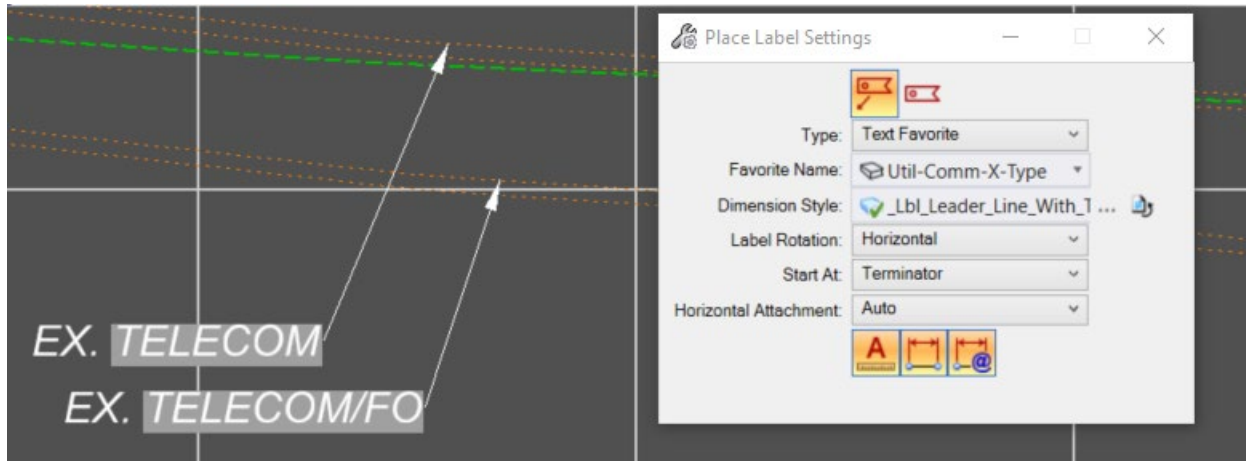 Place Label Settings
Type: Text Favorite
Favorite Name: Util-Comm-X-Type
Dimension Style: _Lbl_Leader_Line_With_T ...
Label Rotation: Horizontal
Start At: Terminator
Horizontal Attachment: Auto
A
@
EX. TELECOM
EX. TELECOM/FO